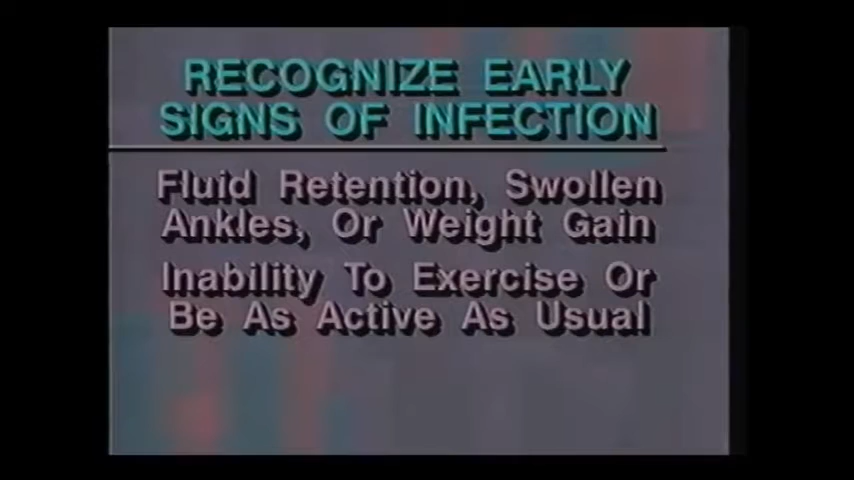 RECOGNIZE EARLY
SIGNS OF INFECTION
Fluid Retention, Swollen
Ankles, Or Weight Gain
Inability To Exercise Or
Be As Active As Usual